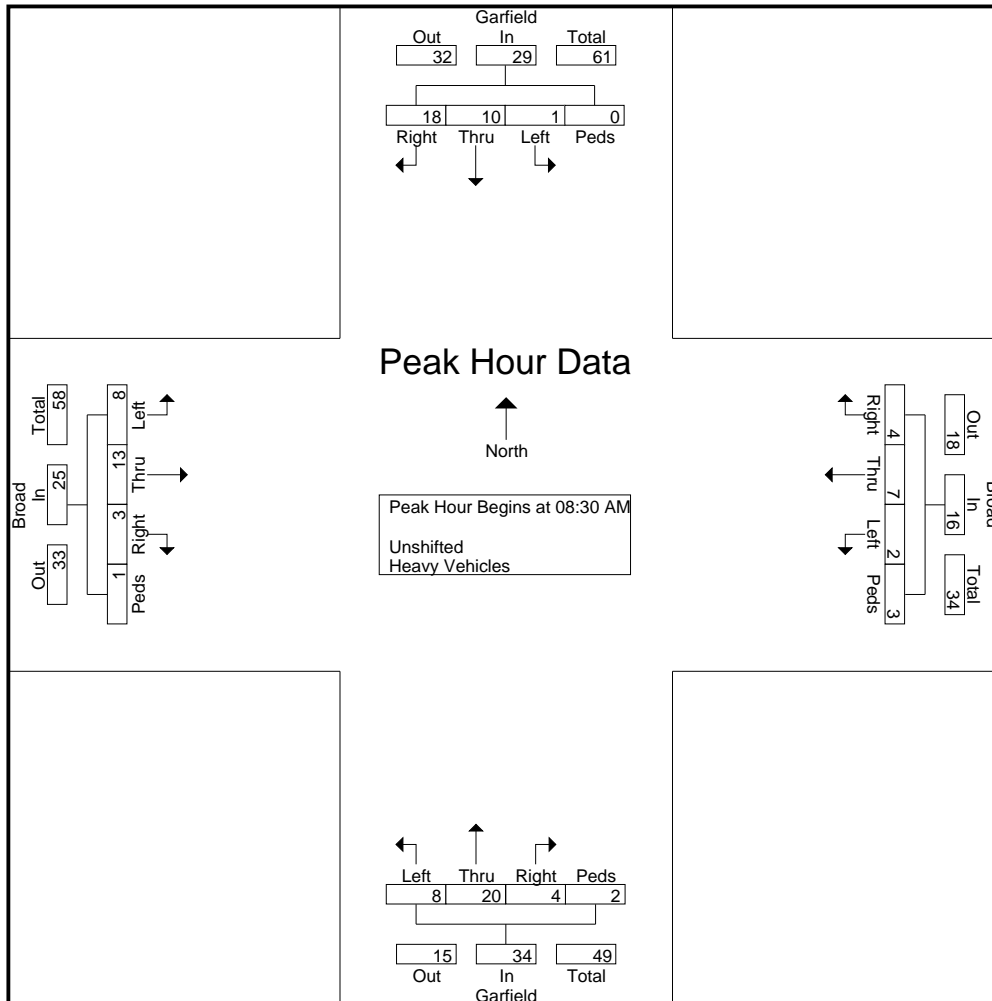 Garfield
Out In Total
32 29 61
18 10 1 0
Right Thru Left Peds
Peak Hour Data
North
Peak Hour Begins at 08:30 AM
Unshifted
Heavy Vehicles
Broad
Total In Out
58 25 33
8 13 3 1
Left Thru Right Peds
Right Thru Left Peds
4 7 2 3
Out In Total
18 16 34
Broad
Left Thru Right Peds
8 20 4 2
15 34 49
Out In Total
Garfield